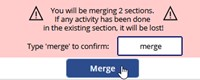 You will be merging 2 sections.
If any activity has been done
in the existing section, it will be lost!
Type 'merge' to confirm: merge
Merge